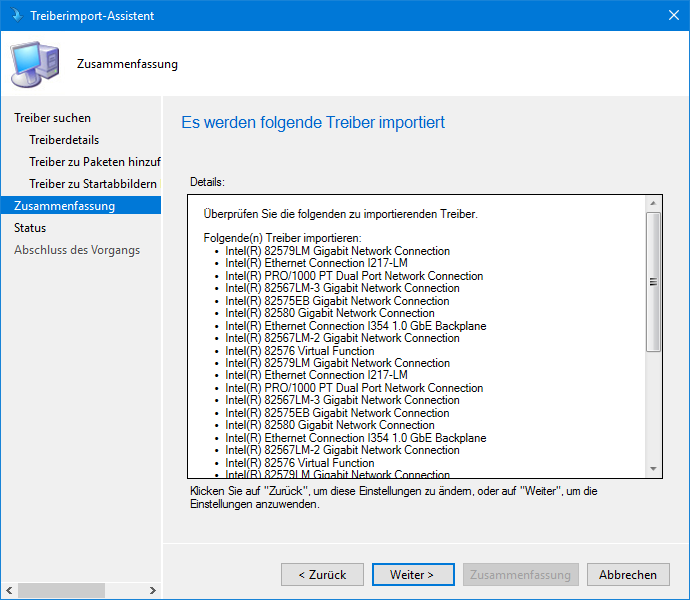 Treiberimport-Assistent
Zusammenfassung
Treiber suchen
Treiberdetails
Treiber zu Paketen hinzuf
Treiber zu Startabbildern
Zusammenfassung
Status
Abschluss des Vorgangs
Es werden folgende Treiber importiert
Details:
Überprüfen Sie die folgenden zu importierenden Treiber.
Folgende(n) Treiber importieren:
• Intel(R) 82579LM Gigabit Network Connection
• Intel(R) Ethernet Connection I217-LM
• Intel(R) PRO/1000 PT Dual Port Network Connection
• Intel(R) 82567LM-3 Gigabit Network Connection
• Intel(R) 82575EB Gigabit Network Connection
• Intel(R) 82580 Gigabit Network Connection
• Intel(R) Ethernet Connection I354 1.0 GbE Backplane
• Intel(R) 82567LM-2 Gigabit Network Connection
• Intel(R) 82576 Virtual Function
• Intel(R) 82579LM Gigabit Network Connection
• Intel(R) Ethernet Connection I217-LM
• Intel(R) PRO/1000 PT Dual Port Network Connection
• Intel(R) 82567LM-3 Gigabit Network Connection
• Intel(R) 82575EB Gigabit Network Connection
• Intel(R) 82580 Gigabit Network Connection
• Intel(R) Ethernet Connection I354 1.0 GbE Backplane
• Intel(R) 82567LM-2 Gigabit Network Connection
• Intel(R) 82576 Virtual Function
• Intel(R) 82579LM Gigabit Network Connection
Klicken Sie auf "Zurück", um diese Einstellungen zu ändern, oder auf "Weiter", um die
Einstellungen anzuwenden.
< Zurück
Weiter >
Zusammenfassung
Abbrechen